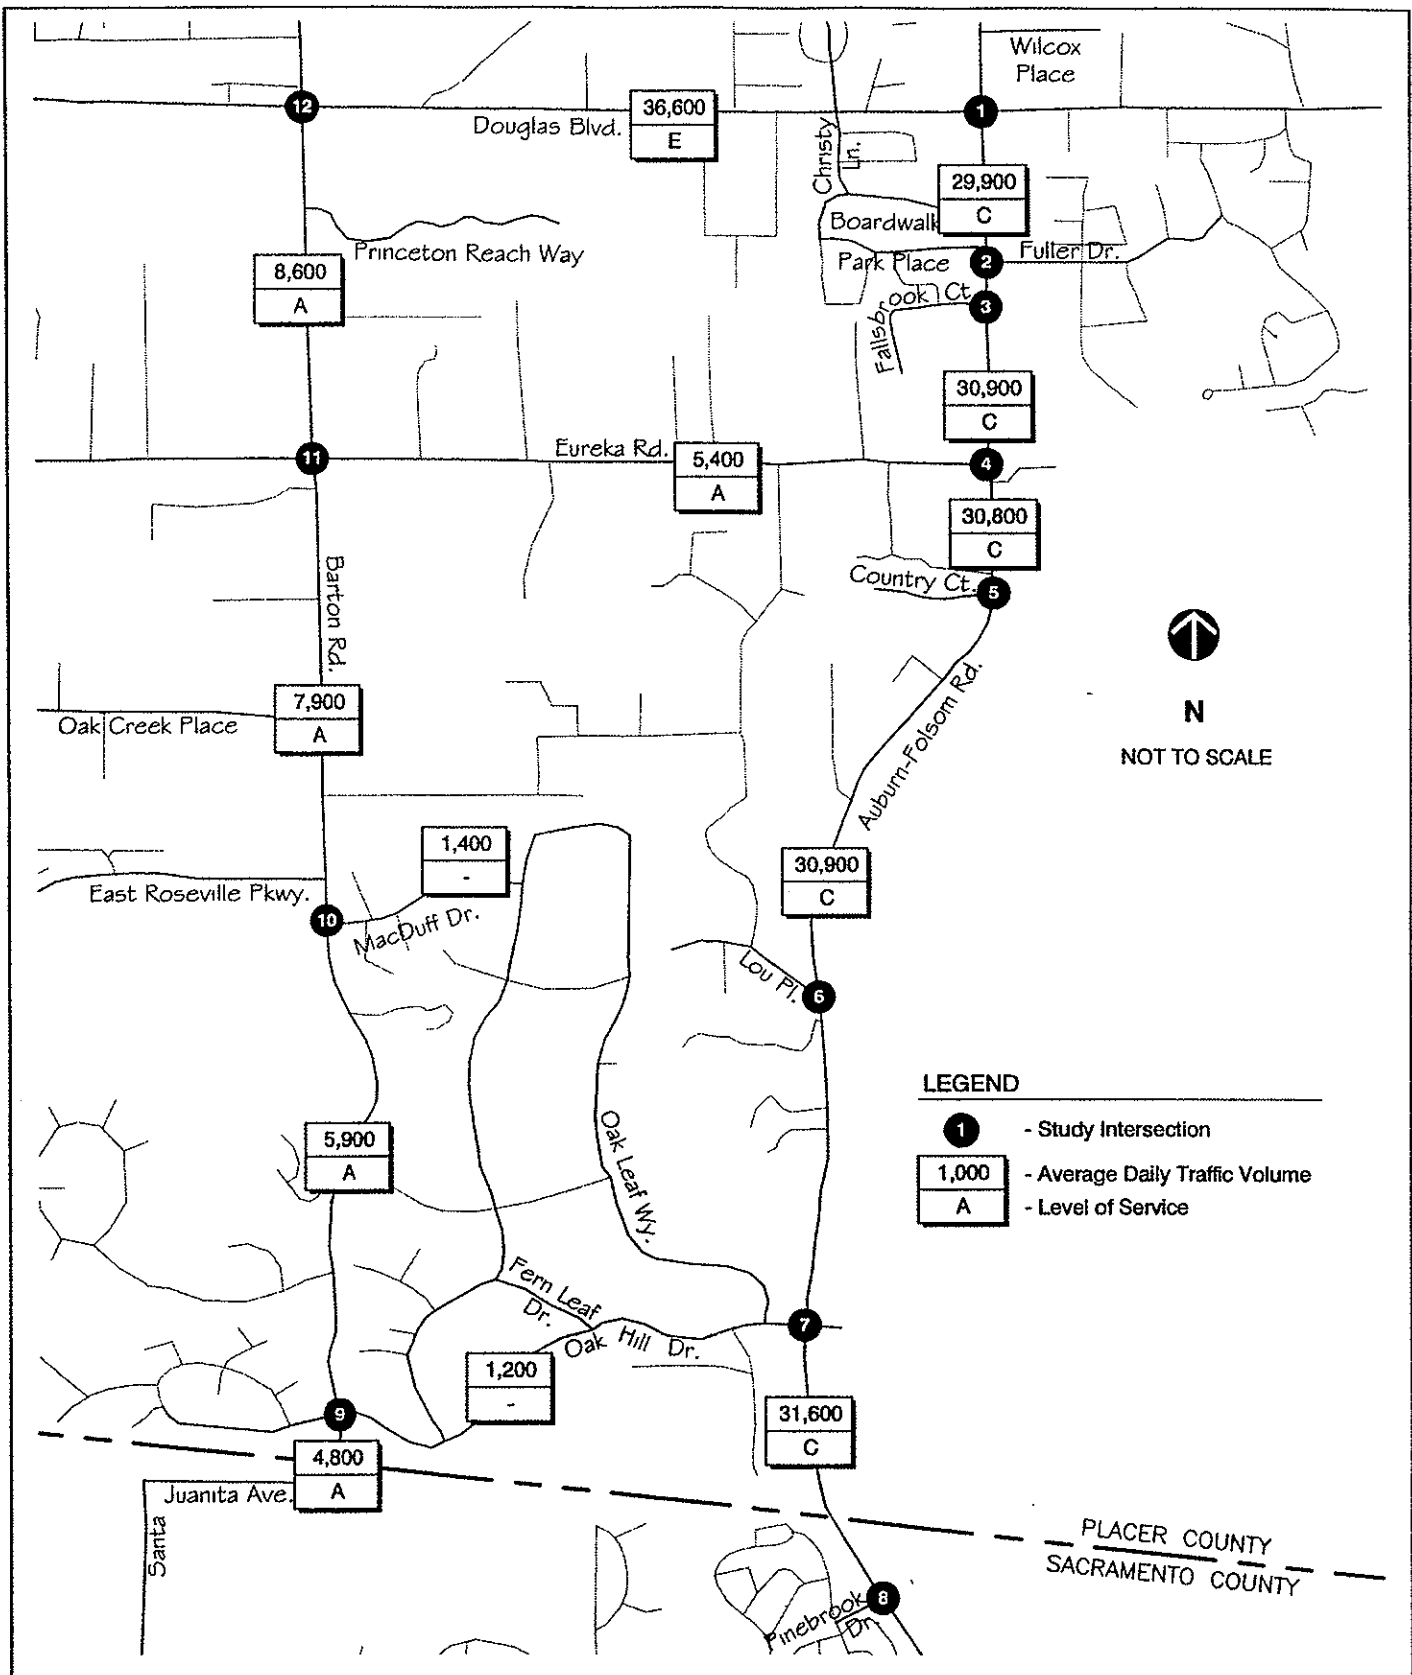 Wilcox
Place
12
36,600
E
Douglas Blvd.
1
Christy
Ln.
29,900
C
Boardwalk
Princeton Reach Way
Park Place
2
Fuller Dr.
8,600
A
Fallsbrook Ct.
3
30,900
C
11
Eureka Rd.
5,400
A
4
30,800
C
Country Ct.
5
Barton Rd.
N
NOT TO SCALE
7,900
A
Oak Creek Place
Auburn-Folsom Rd.
1,400
-
30,900
C
East Roseville Pkwy.
10
MacDuff Dr.
Lou Pl.
6
LEGEND
1 - Study Intersection
1,000 - Average Daily Traffic Volume
A - Level of Service
5,900
A
Oak Leaf Wy.
Fern Leaf
Dr.
Oak Hill Dr.
7
1,200
-
31,600
C
9
4,800
A
Juanita Ave.
Santa
PLACER COUNTY
SACRAMENTO COUNTY
Pinebrook
Dr.
8